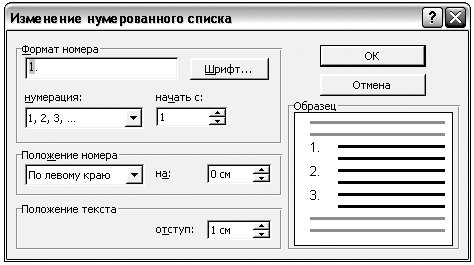 Изменение нумерованного списка
Формат номера
1.
Шрифт...
ОК
Отмена
нумерация:
начать с:
1, 2, 3, ...
1
Образец
1.
2.
3.
Положение номера
По левому краю
на:
0 см
Положение текста
отступ:
1 см